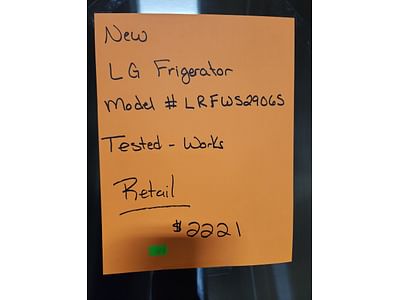 New
LG Frigerator
Model # LRFWS2906S
Tested - Works
Retail
$2221